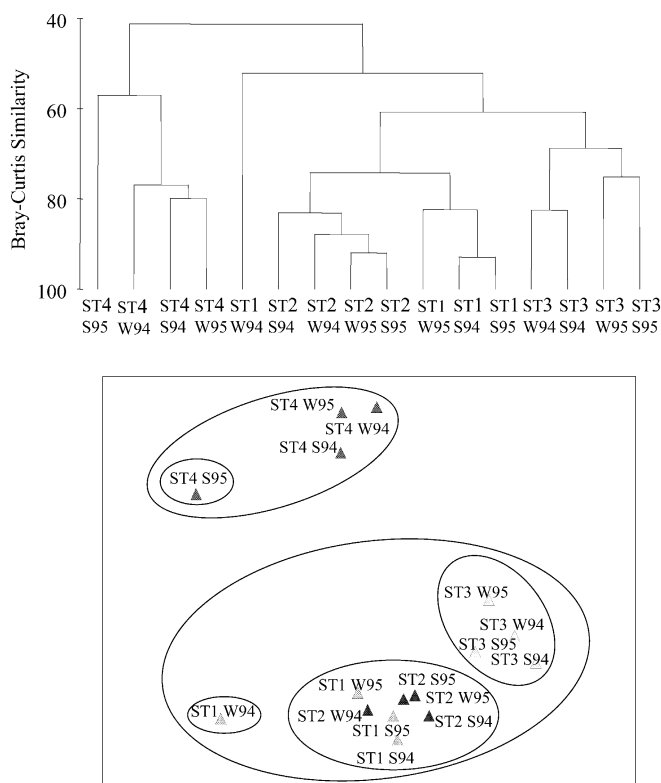 40
60
80
100
Bray-Curtis Similarity
ST4 ST4 ST4 ST4 ST1 ST2 ST2 ST2 ST2 ST1 ST1 ST1 ST3 ST3 ST3 ST3
S95 W94 S94 W95 W94 S94 W94 W95 S95 W95 S94 S95 W94 S94 W95 S95
ST4 W95
ST4 W94
ST4 S94
ST4 S95
ST3 W95
ST3 W94
ST3 S95
ST3 S94
ST1 W95
ST2 S95
ST2 W95
ST1 W94
ST2 W94
ST2 S94
ST1 S95
ST1 S94